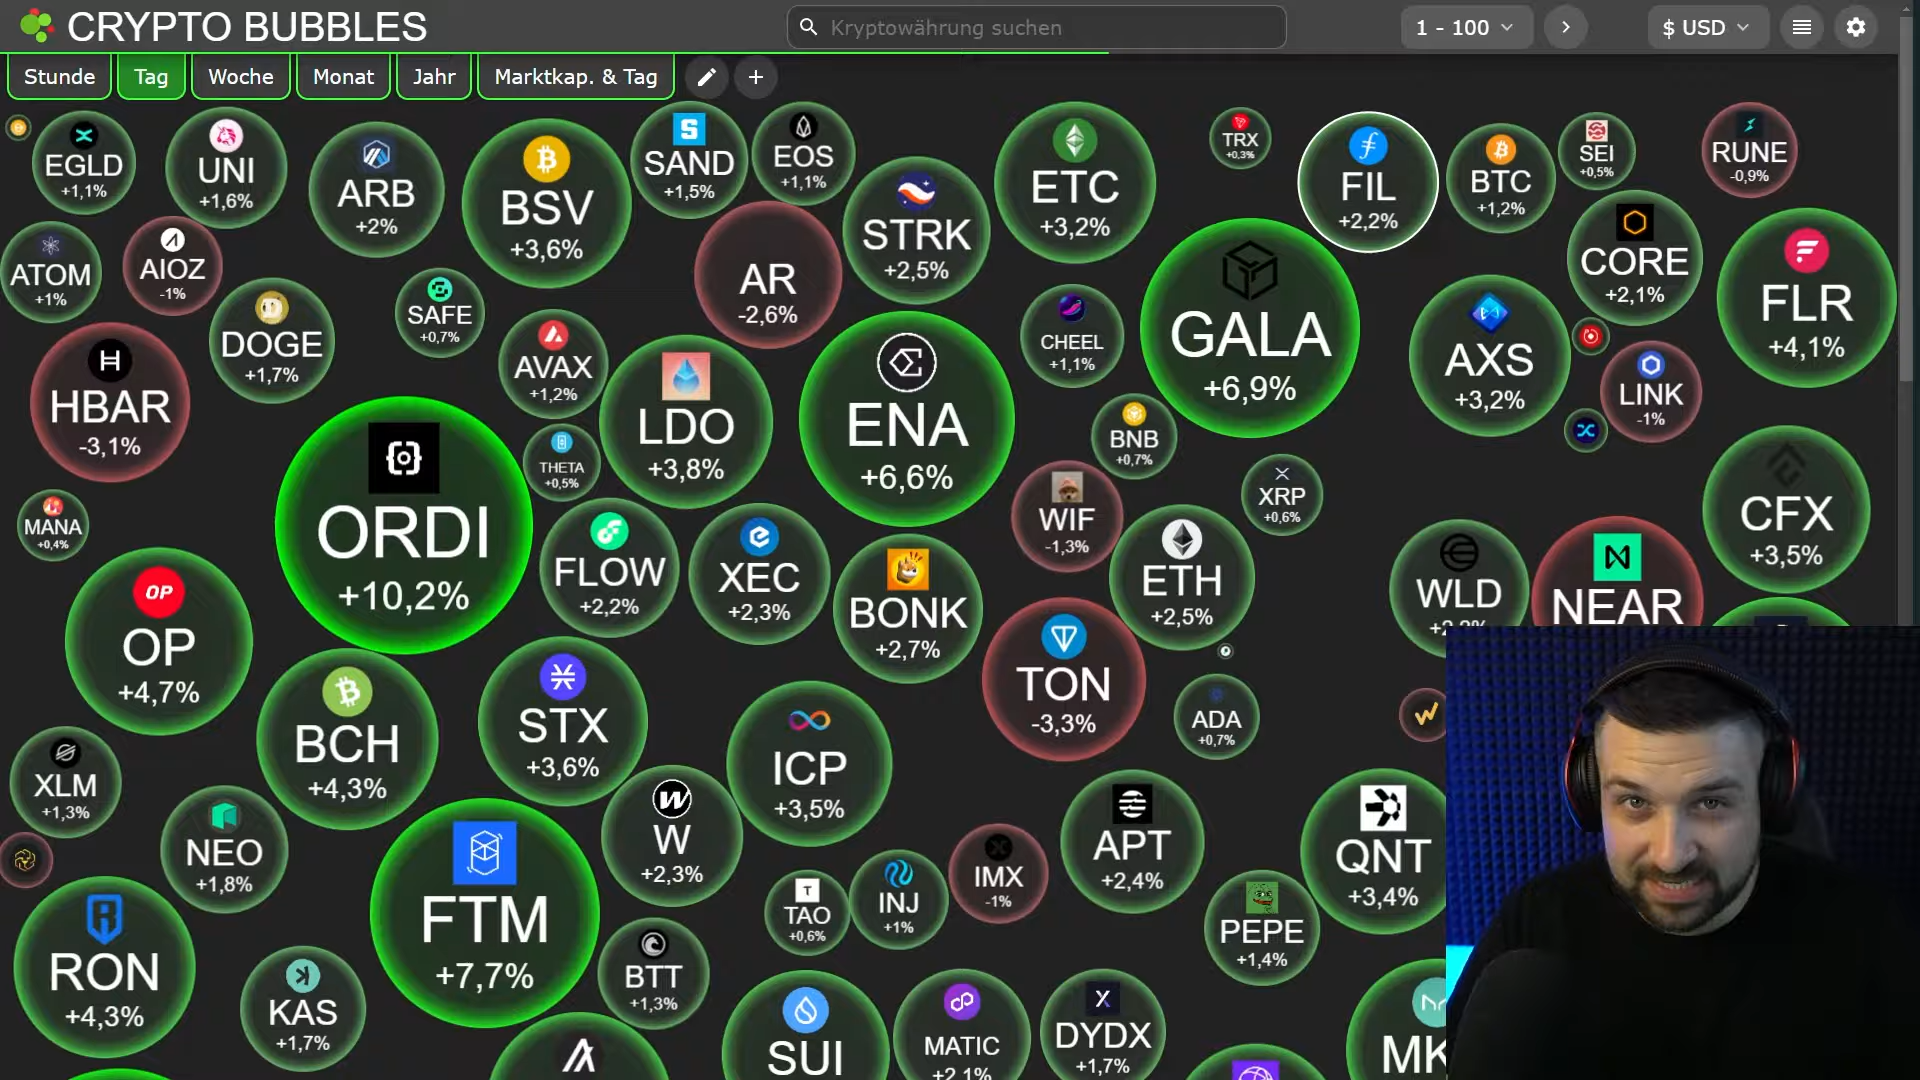 CRYPTO BUBBLES
Kryptowährung suchen
1 - 100
$ USD
Stunde
Tag
Woche
Monat
Jahr
Marktkap. & Tag
EGLD
+1,1%
UNI
+1,6%
ARB
+2%
BSV
+3,6%
SAND
+1,5%
EOS
+1,1%
STRK
+2,5%
ETC
+3,2%
TRX
+0,3%
FIL
+2,2%
BTC
+1,2%
SEI
+0,5%
RUNE
-0,9%
ATOM
+1%
AIOZ
-1%
DOGE
+1,7%
SAFE
+0,7%
AR
-2,6%
CHEEL
+1,1%
GALA
+6,9%
AXS
+3,2%
CORE
+2,1%
FLR
+4,1%
HBAR
-3,1%
AVAX
+1,2%
LDO
+3,8%
ENA
+6,6%
BNB
+0,7%
LINK
-1%
ORDI
+10,2%
THETA
+0,5%
WIF
-1,3%
XRP
+0,6%
CFX
+3,5%
MANA
+0,4%
FLOW
+2,2%
XEC
+2,3%
BONK
+2,7%
ETH
+2,5%
WLD
NEAR
OP
OP
+4,7%
BCH
+4,3%
STX
+3,6%
ICP
+3,5%
TON
-3,3%
ADA
+0,7%
XLM
+1,3%
NEO
+1,8%
FTM
+7,7%
W
+2,3%
TAO
+0,6%
INJ
+1%
IMX
-1%
APT
+2,4%
PEPE
+1,4%
QNT
+3,4%
RON
+4,3%
KAS
+1,7%
BTT
+1,3%
SUI
MATIC
+2,1%
DYDX
+1,7%
MK